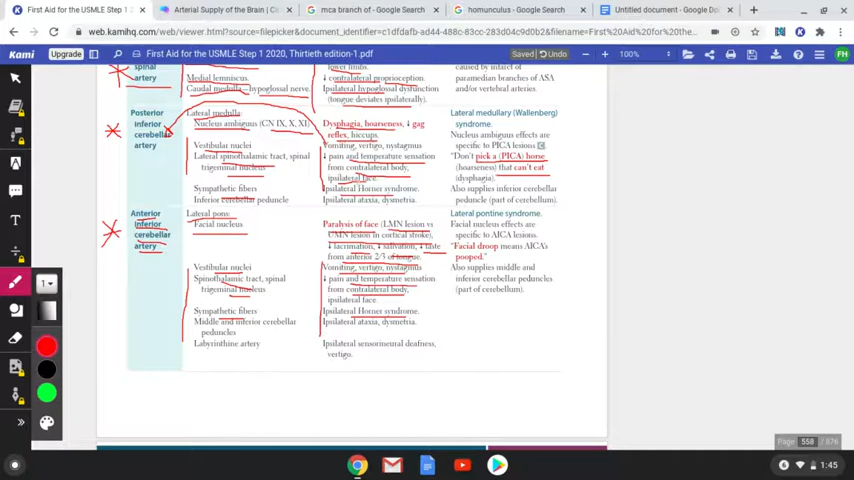 First Aid for the USMLE Step 1 2020
Arterial Supply of the Brain |
mca branch of - Google Search
homunculus - Google Search
Untitled document - Google Do
web.kamihq.com/web/viewer.html?source=filepicker&document_identifier=c1dfdafb-cf3d-c935-8ccc-283d04c9d0b2&filename=First%20Aid%20for%20the...
Kami
Upgrade
First Aid for the USMLE Step 1 2020, Thirtieth edition-1.pdf
Saved
Undo
100%
spinal
artery
Medial lemniscus.
Caudal medulla—hypoglossal nerve.
lower limbs.
↓ contralateral proprioception.
Ipsilateral hypoglossal dysfunction
(tongue deviates ipsilaterally).
caused by infarct of
paramedian branches of ASA
and/or vertebral arteries.
Posterior
inferior
cerebellar
artery
Lateral medulla:
Nucleus ambiguus (CN IX, X, XI)
Vestibular nuclei
Lateral spinothalamic tract, spinal
trigeminal nucleus
Sympathetic fibers
Inferior cerebellar peduncle
Dysphagia, hoarseness, ↓ gag
reflex, hiccups.
Vomiting, vertigo, nystagmus
↓ pain and temperature sensation
from contralateral body,
ipsilateral face.
Ipsilateral Horner syndrome.
Ipsilateral ataxia, dysmetria.
Lateral medullary (Wallenberg)
syndrome.
Nucleus ambiguus effects are
specific to PICA lesions
“Don't pick a (PICA) horse
(hoarseness) that can't eat
(dysphagia).
Also supplies inferior cerebellar
peduncle (part of cerebellum).
Anterior
inferior
cerebellar
artery
Lateral pons:
Facial nucleus
Vestibular nuclei
Spinothalamic tract, spinal
trigeminal nucleus
Sympathetic fibers
Middle and inferior cerebellar
peduncles
Labyrinthine artery
Paralysis of face (LMN lesion vs
UMN lesion in cortical stroke),
↓ lacrimation, ↓ salivation, ↓ taste
from anterior 2/3 of tongue.
Vomiting, vertigo, nystagmus
↓ pain and temperature sensation
from contralateral body,
ipsilateral face.
Ipsilateral Horner syndrome.
Ipsilateral ataxia, dysmetria.
Ipsilateral sensorineural deafness,
vertigo.
Lateral pontine syndrome.
Facial nucleus effects are
specific to AICA lesions.
“Facial droop means AICA's
pooped.”
Also supplies middle and
inferior cerebellar peduncles
(part of cerebellum).
T
1
Page
558
/ 876
6
1:45